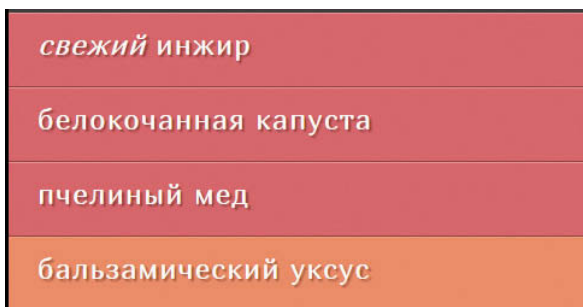 свежий инжир
белокочанная капуста
пчелиный мед
бальзамический уксус